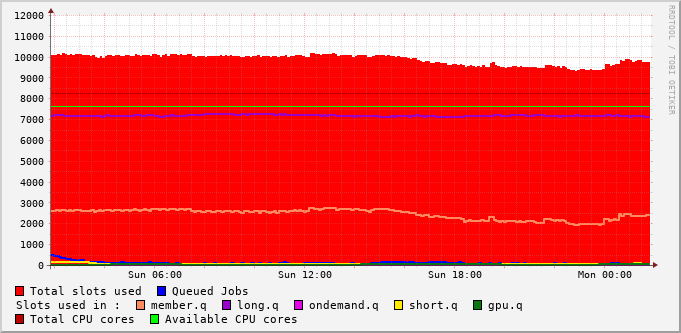 RRDTOOL / TOBI OETIKER
12000
11000
10000
9000
8000
7000
6000
5000
4000
3000
2000
1000
0
Sun 06:00 Sun 12:00 Sun 18:00 Mon 00:00
Total slots used Queued Jobs
Slots used in : member.q long.q ondemand.q short.q gpu.q
Total CPU cores Available CPU cores